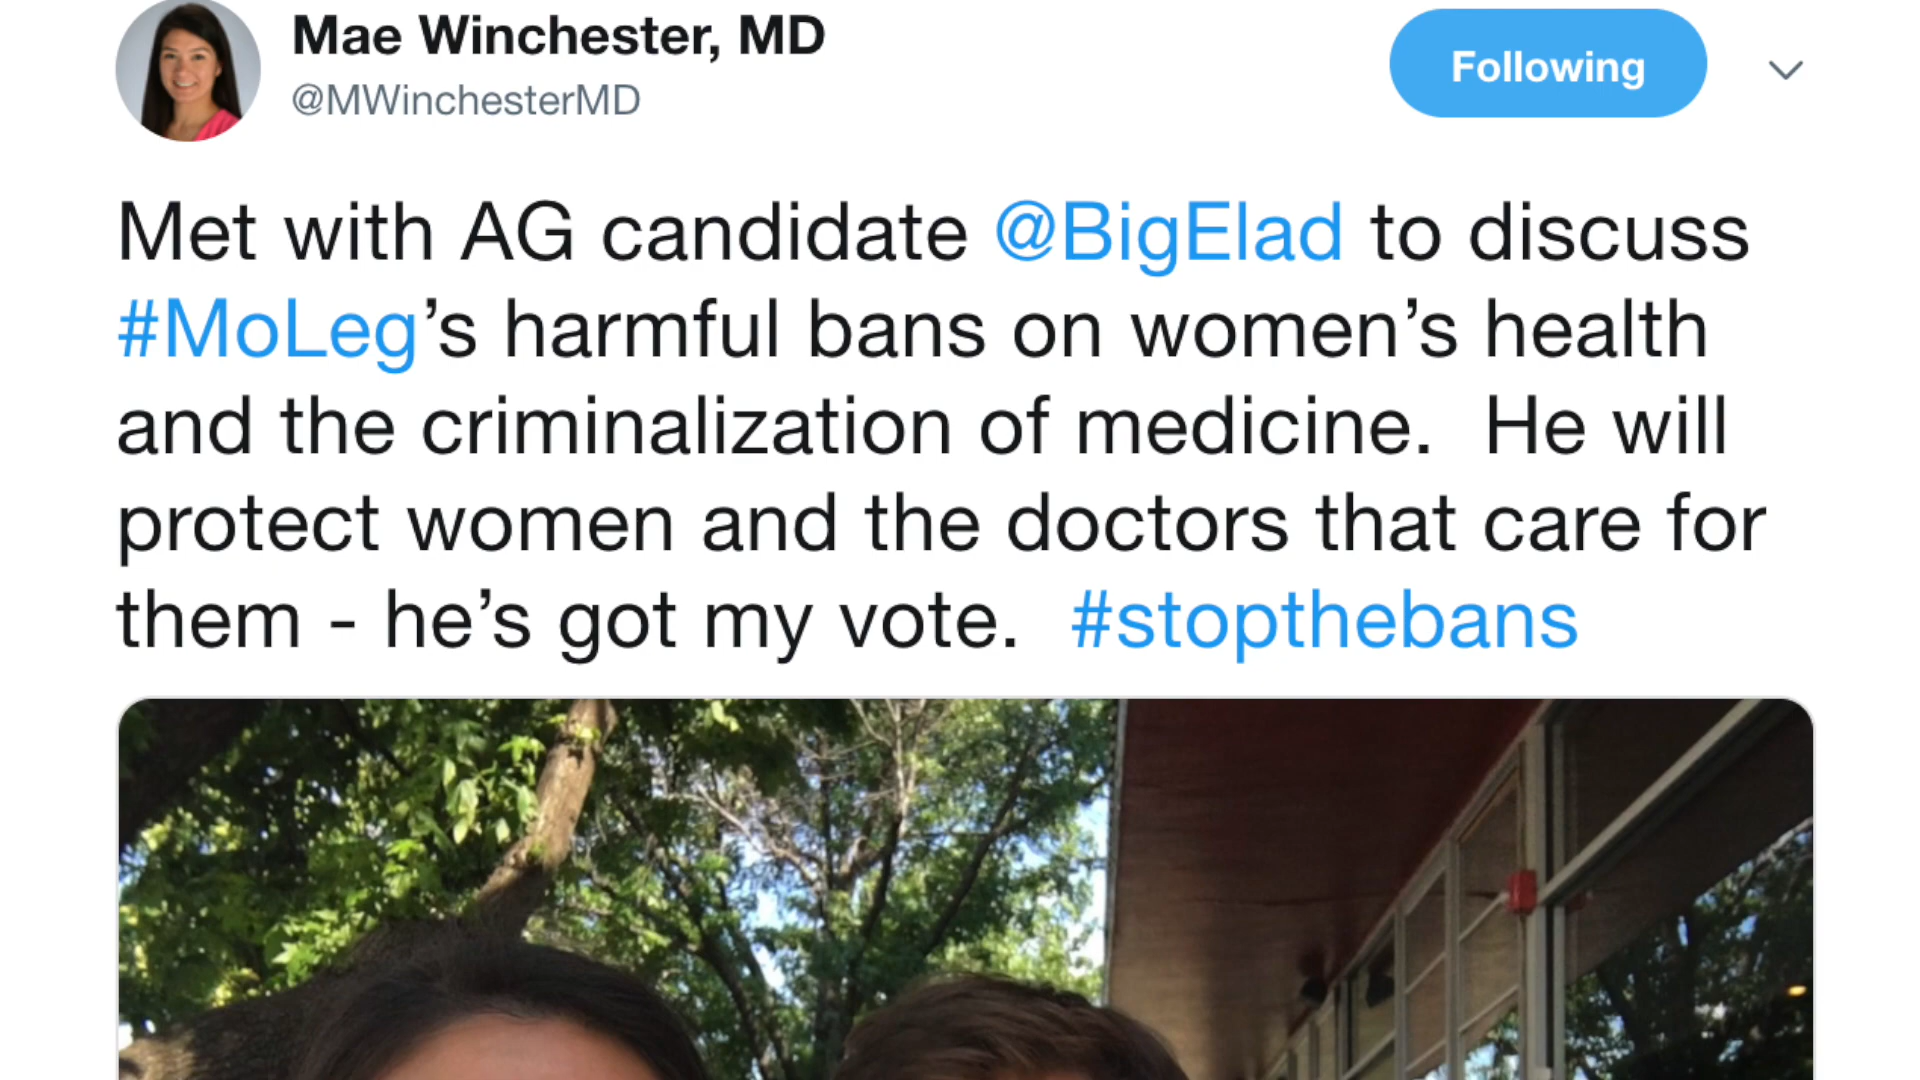 Mae Winchester, MD
@MWinchesterMD
Following
Met with AG candidate @BigElad to discuss
#MoLeg’s harmful bans on women’s health
and the criminalization of medicine.  He will
protect women and the doctors that care for
them - he’s got my vote.  #stopthebans